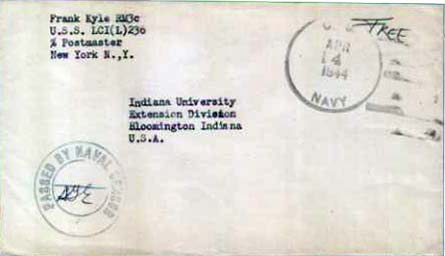 Frank Kyle RM3c
U.S.S. LCI(L)236
% Postmaster
New York N.,Y.
FREE
APR
4
1944
NAVY
Indiana University
Extension Division
Bloomington Indiana
U.S.A.
PASSED BY NAVAL CENSOR